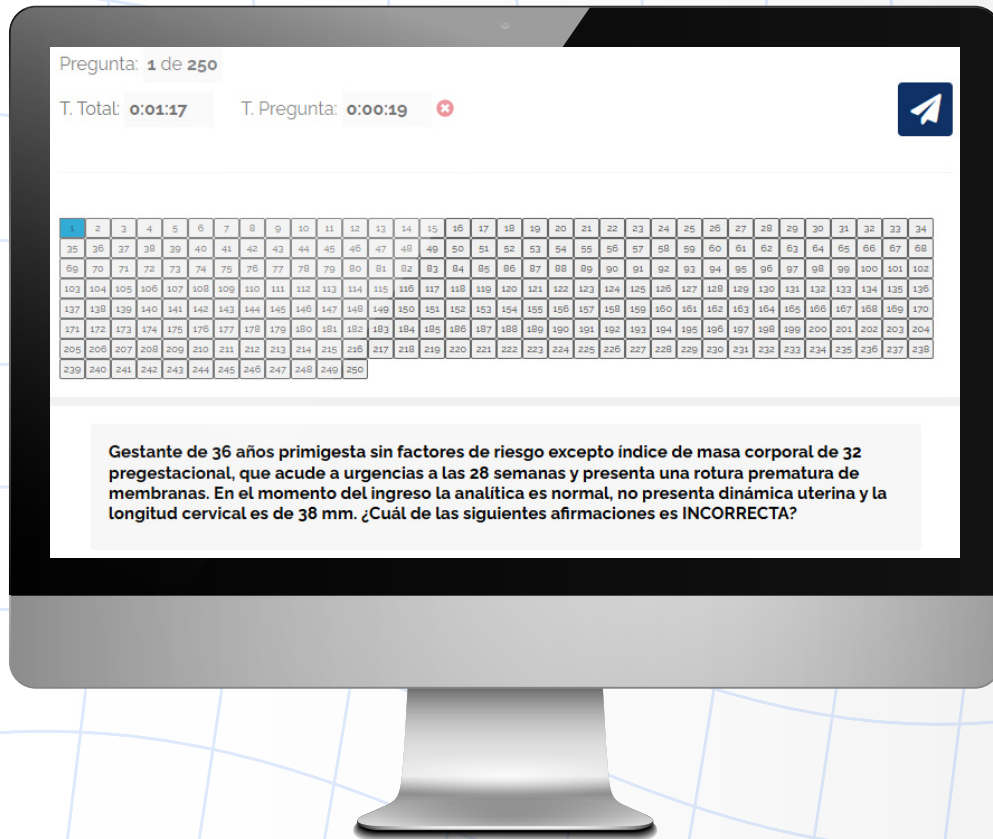 Pregunta: 1 de 250
T. Total: 0:01:17 T. Pregunta: 0:00:19
1 2 3 4 5 6 7 8 9 10 11 12 13 14 15 16 17 18 19 20 21 22 23 24 25 26 27 28 29 30 31 32 33 34
35 36 37 38 39 40 41 42 43 44 45 46 47 48 49 50 51 52 53 54 55 56 57 58 59 60 61 62 63 64 65 66 67 68
69 70 71 72 73 74 75 76 77 78 79 80 81 82 83 84 85 86 87 88 89 90 91 92 93 94 95 96 97 98 99 100 101 102
103 104 105 106 107 108 109 110 111 112 113 114 115 116 117 118 119 120 121 122 123 124 125 126 127 128 129 130 131 132 133 134 135 136
137 138 139 140 141 142 143 144 145 146 147 148 149 150 151 152 153 154 155 156 157 158 159 160 161 162 163 164 165 166 167 168 169 170
171 172 173 174 175 176 177 178 179 180 181 182 183 184 185 186 187 188 189 190 191 192 193 194 195 196 197 198 199 200 201 202 203 204
205 206 207 208 209 210 211 212 213 214 215 216 217 218 219 220 221 222 223 224 225 226 227 228 229 230 231 232 233 234 235 236 237 238
239 240 241 242 243 244 245 246 247 248 249 250
Gestante de 36 años primigesta sin factores de riesgo excepto índice de masa corporal de 32
pregestacional, que acude a urgencias a las 28 semanas y presenta una rotura prematura de
membranas. En el momento del ingreso la analítica es normal, no presenta dinámica uterina y la
longitud cervical es de 38 mm. ¿Cuál de las siguientes afirmaciones es INCORRECTA?